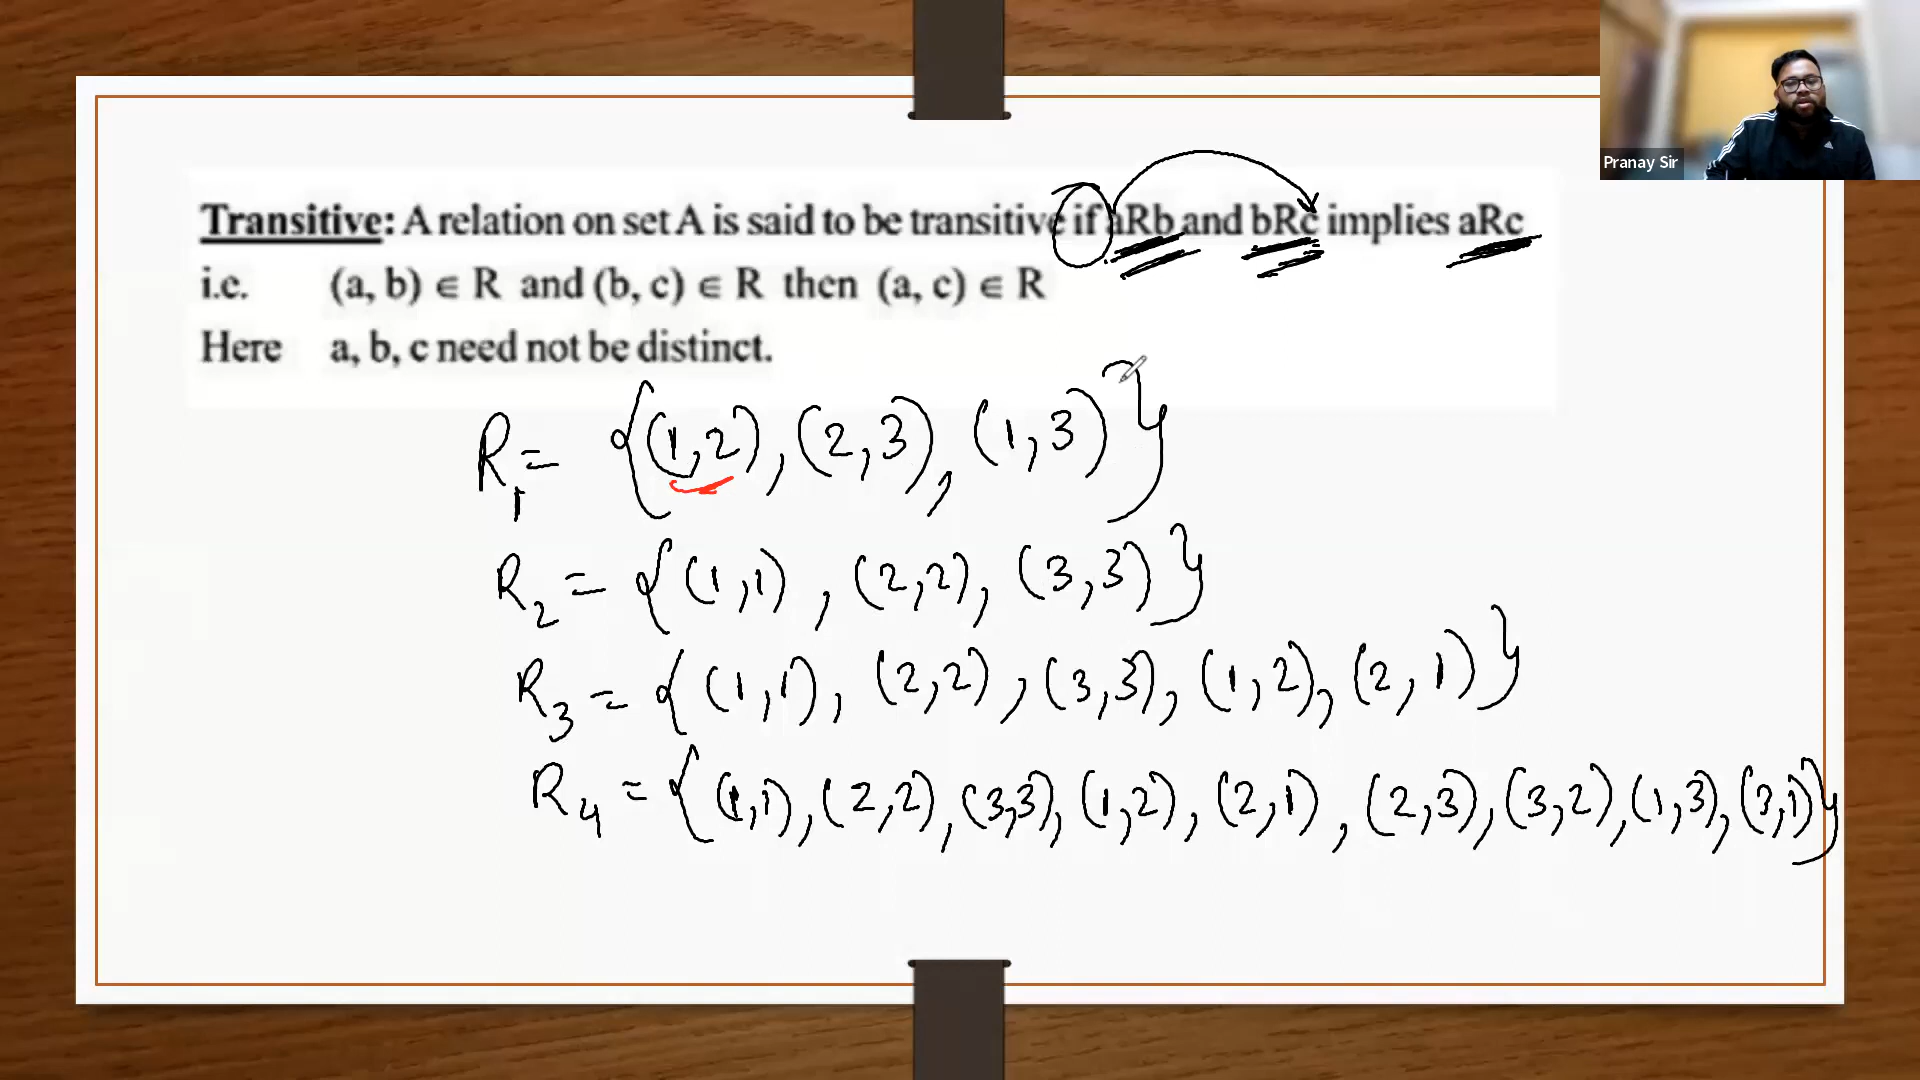 Pranay Sir
Transitive: A relation on set A is said to be transitive if aRb and bRc implies aRc
i.e. (a, b) ∈ R and (b, c) ∈ R then (a, c) ∈ R
Here a, b, c need not be distinct.
R₁ = {(1,2), (2,3), (1,3)}
R₂ = {(1,1), (2,2), (3,3)}
R₃ = {(1,1), (2,2), (3,3), (1,2), (2,1)}
R₄ = {(1,1), (2,2), (3,3), (1,2), (2,1), (2,3), (3,2), (1,3), (3,1)}